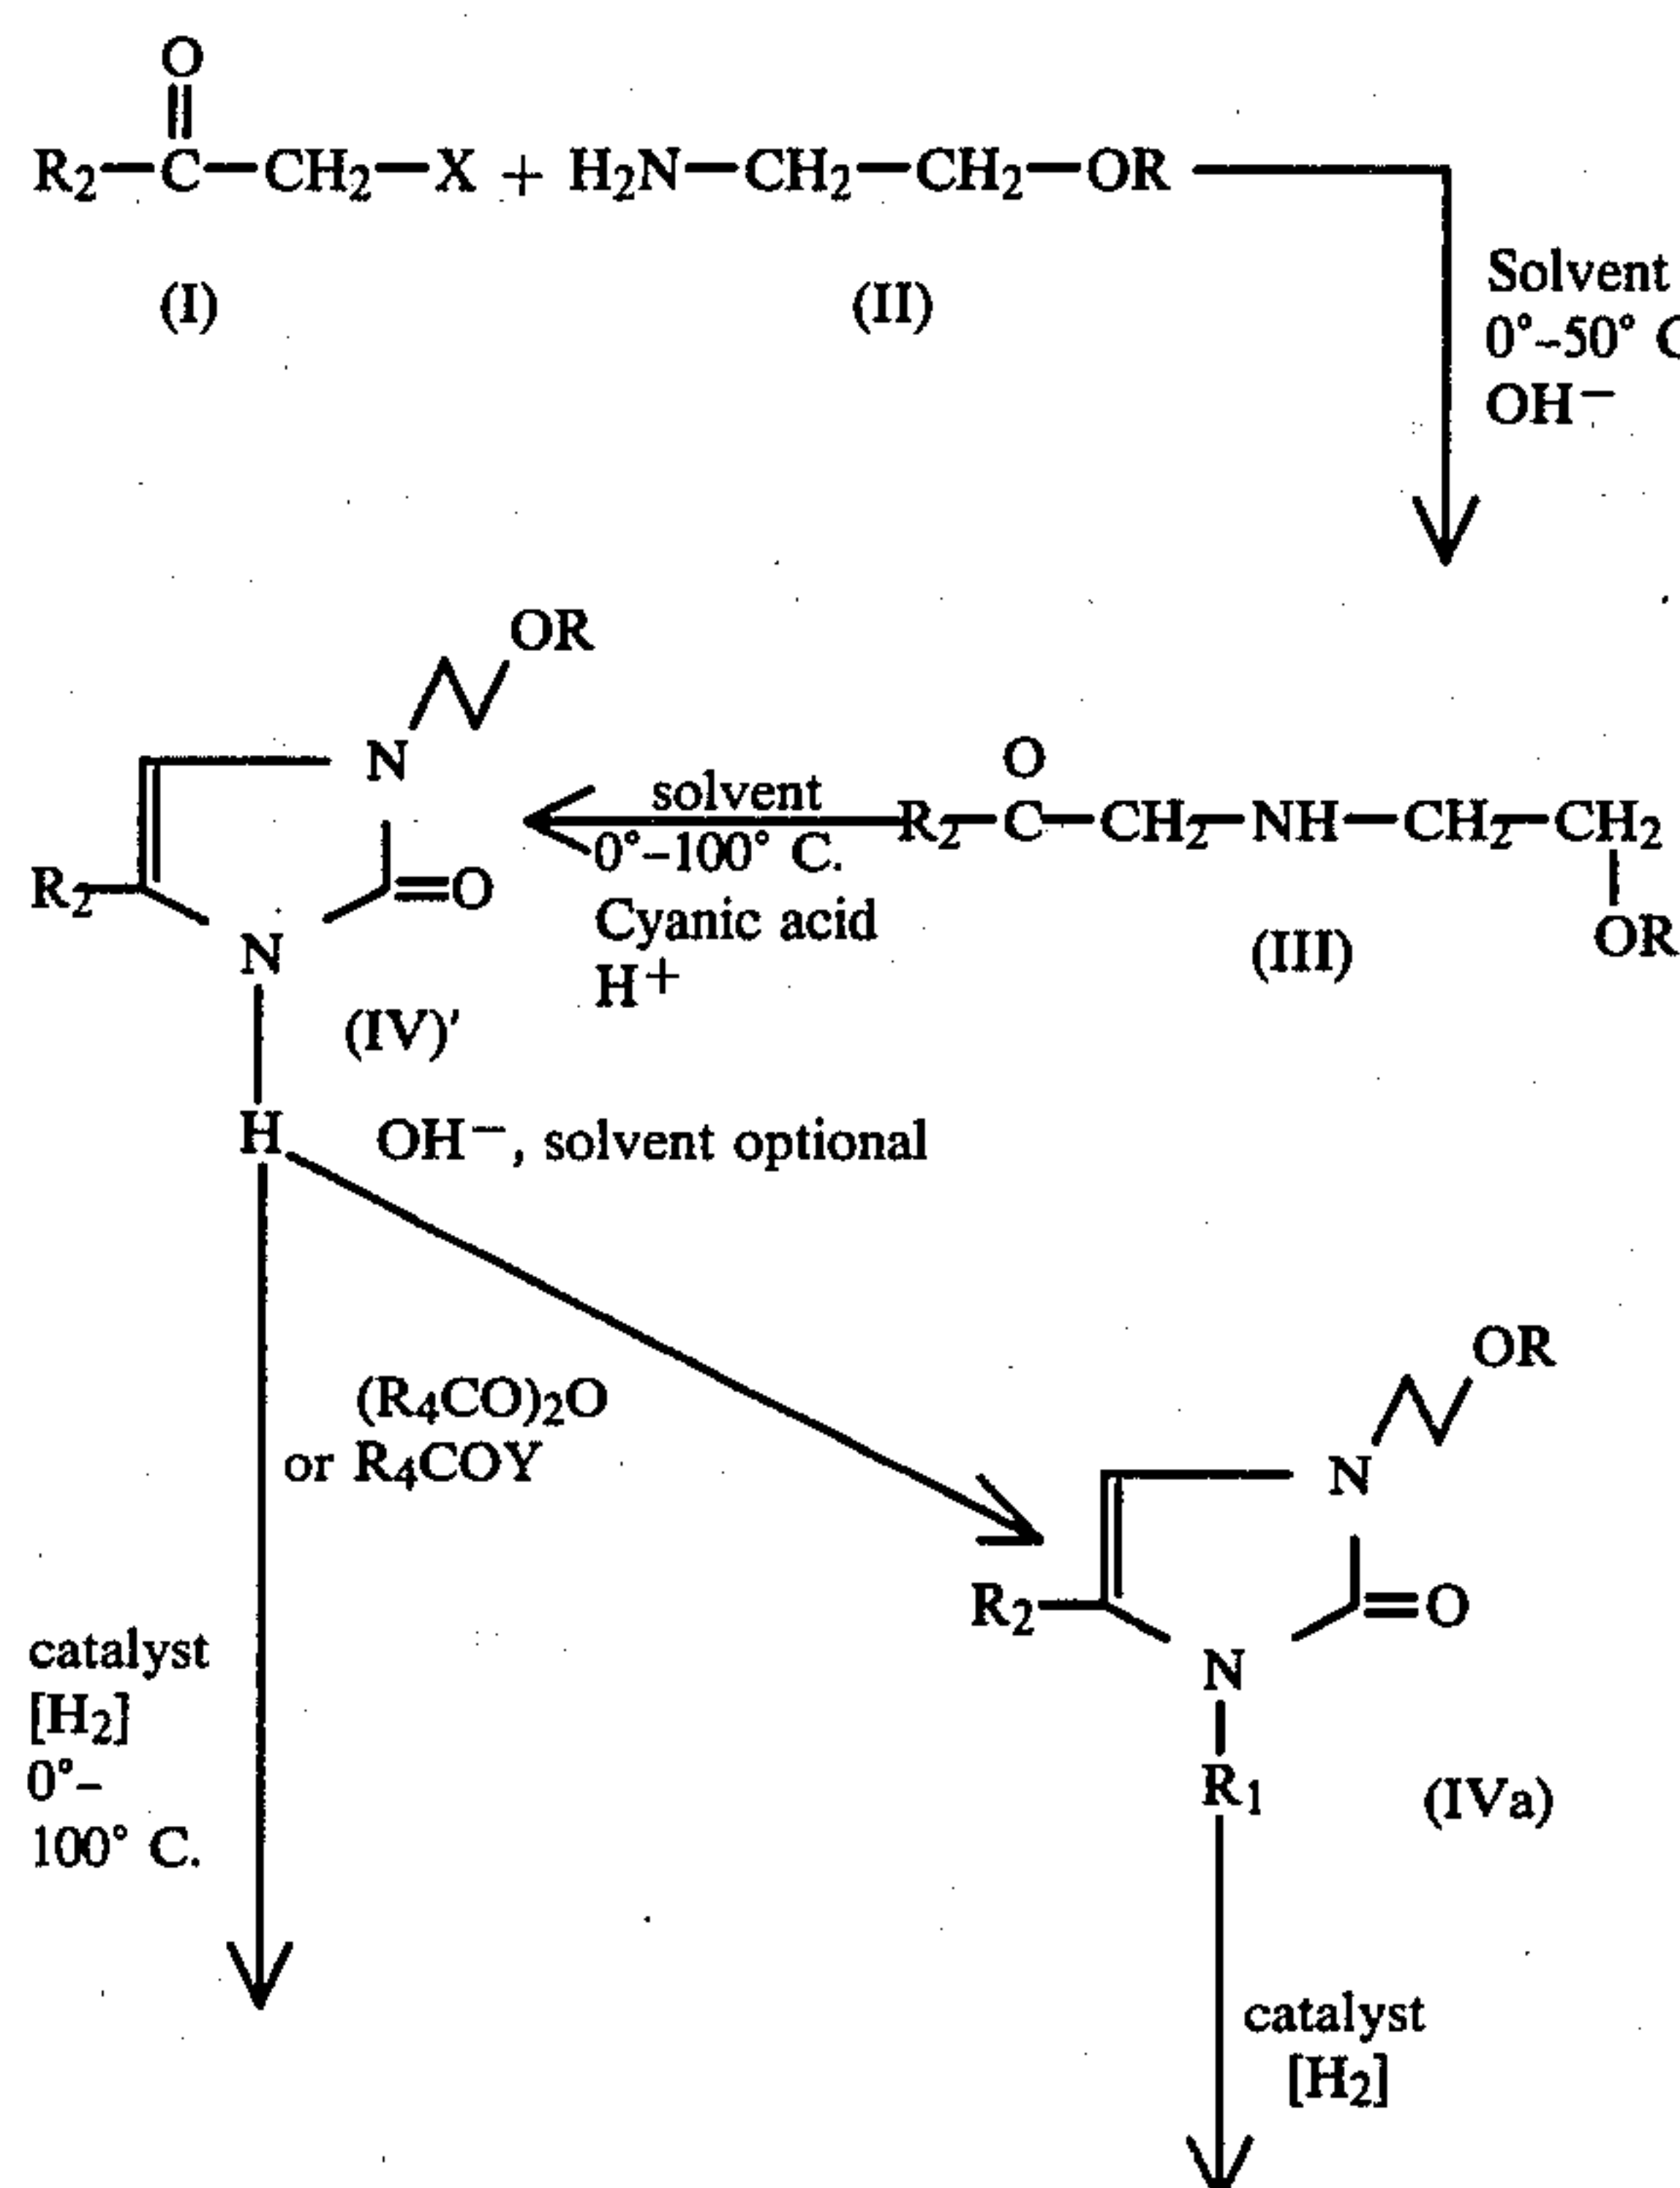 O
R₂—C—CH₂—X + H₂N—CH₂—CH₂—OR
(I) (II)
Solvent
0°–50° C
OH⁻
OR
N
R₂ =O
N
(IV)'
H
solvent
0°–100° C.
Cyanic acid
H⁺
O
R₂—C—CH₂—NH—CH₂—CH₂
OR
(III)
OH⁻, solvent optional
(R₄CO)₂O
or R₄COY
catalyst
[H₂]
0°–
100° C.
OR
N
R₂ =O
N
R₁ (IVa)
catalyst
[H₂]